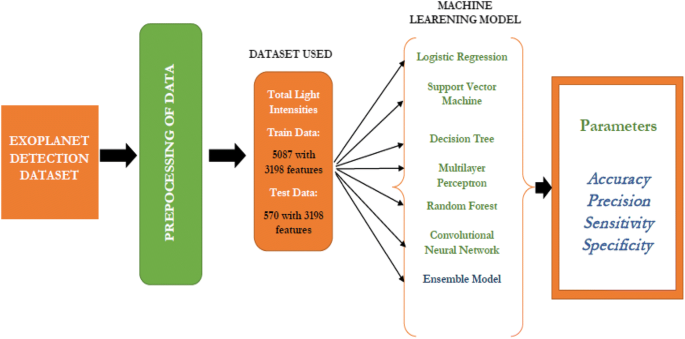 EXOPLANET
DETECTION
DATASET
PREPOCESSING OF DATA
DATASET USED
Total Light
Intensities
Train Data:
5087 with
3198 features
Test Data:
570 with 3198
features
MACHINE
LEARENING MODEL
Logistic Regression
Support Vector
Machine
Decision Tree
Multilayer
Perceptron
Random Forest
Convolutional
Neural Network
Ensemble Model
Parameters
Accuracy
Precision
Sensitivity
Specificity